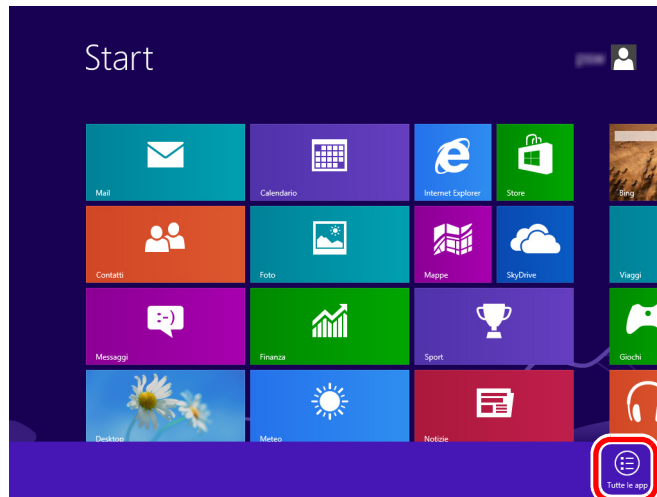 Start
Mail
Calendario
Internet Explorer
Store
Bing
Contatti
Foto
Mappe
SkyDrive
Viaggi
Messaggi
:-)
Finanza
Sport
Giochi
Desktop
Meteo
Notizie
Tutte le app